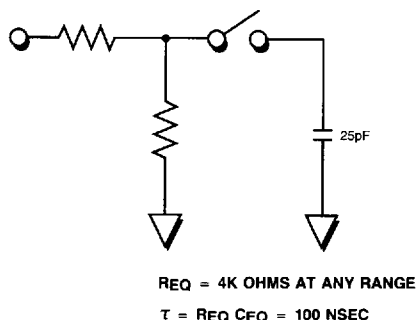 25pF
REQ = 4K OHMS AT ANY RANGE
τ = REQ CEQ = 100 NSEC